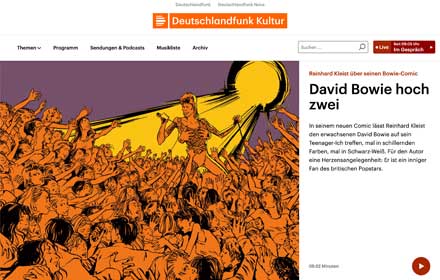 Deutschlandfunk Deutschlandfunk Nova
Deutschlandfunk Kultur
Themen Programm Sendungen & Podcasts Musikliste Archiv
Suchen ...
Live
Seit 09:05 Uhr
Im Gespräch
Reinhard Kleist über seinen Bowie-Comic
David Bowie hoch
zwei
In seinem neuen Comic lässt Reinhard Kleist
den erwachsenen David Bowie auf sein
Teenager-Ich treffen, mal in schillernden
Farben, mal in Schwarz-Weiß. Für den Autor
eine Herzensangelegenheit: Er ist ein inniger
Fan des britischen Popstars.
08:02 Minuten